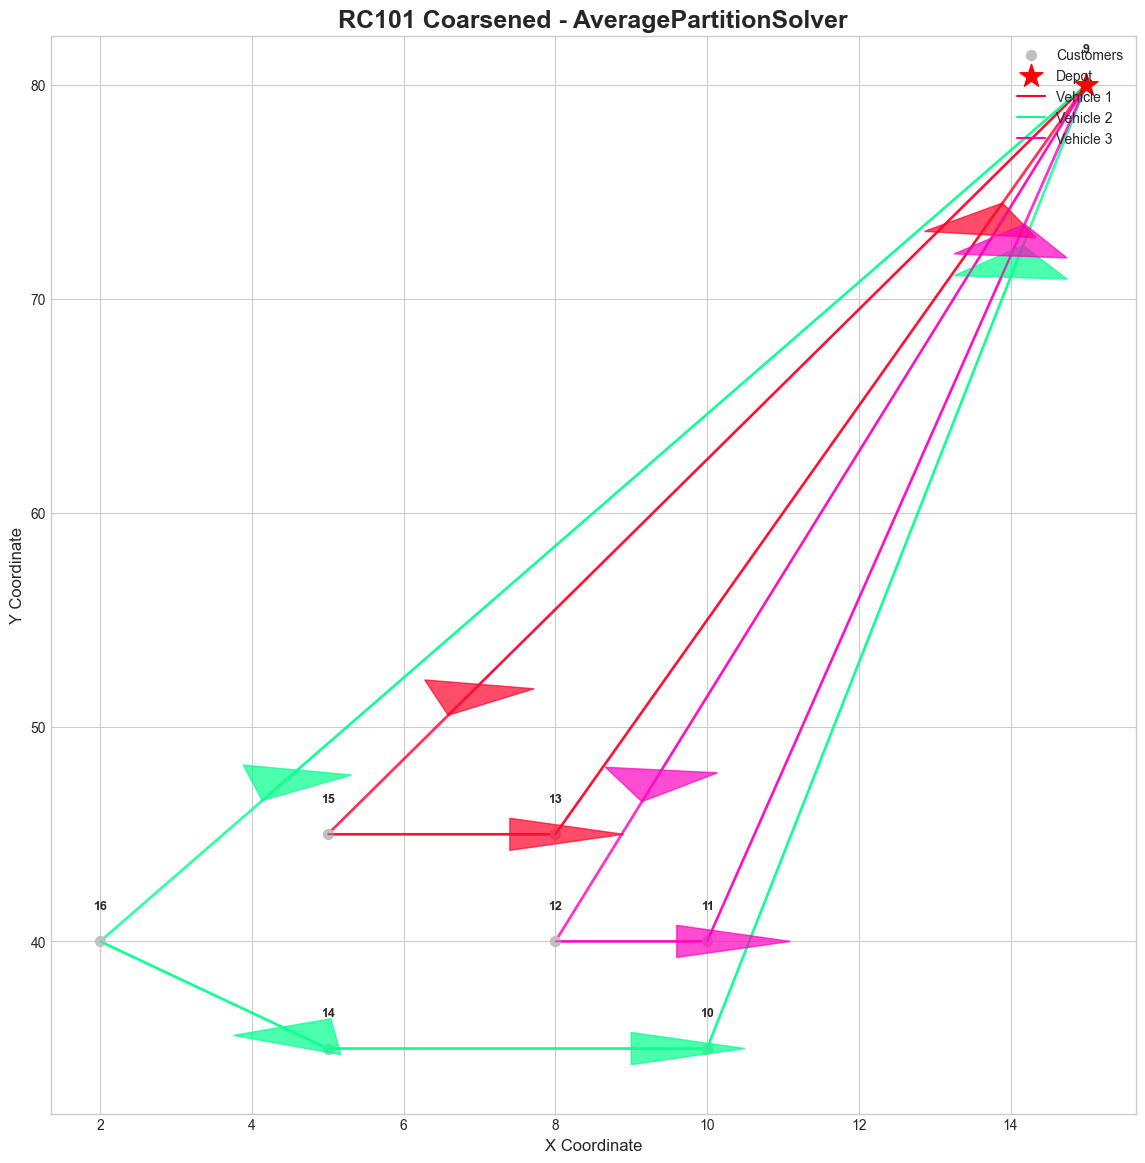 RC101 Coarsened - AveragePartitionSolver
9
Customers
Depot
Vehicle 1
Vehicle 2
Vehicle 3
80
70
60
50
40
Y Coordinate
15
13
16
12
11
14
10
2
4
6
8
10
12
14
X Coordinate